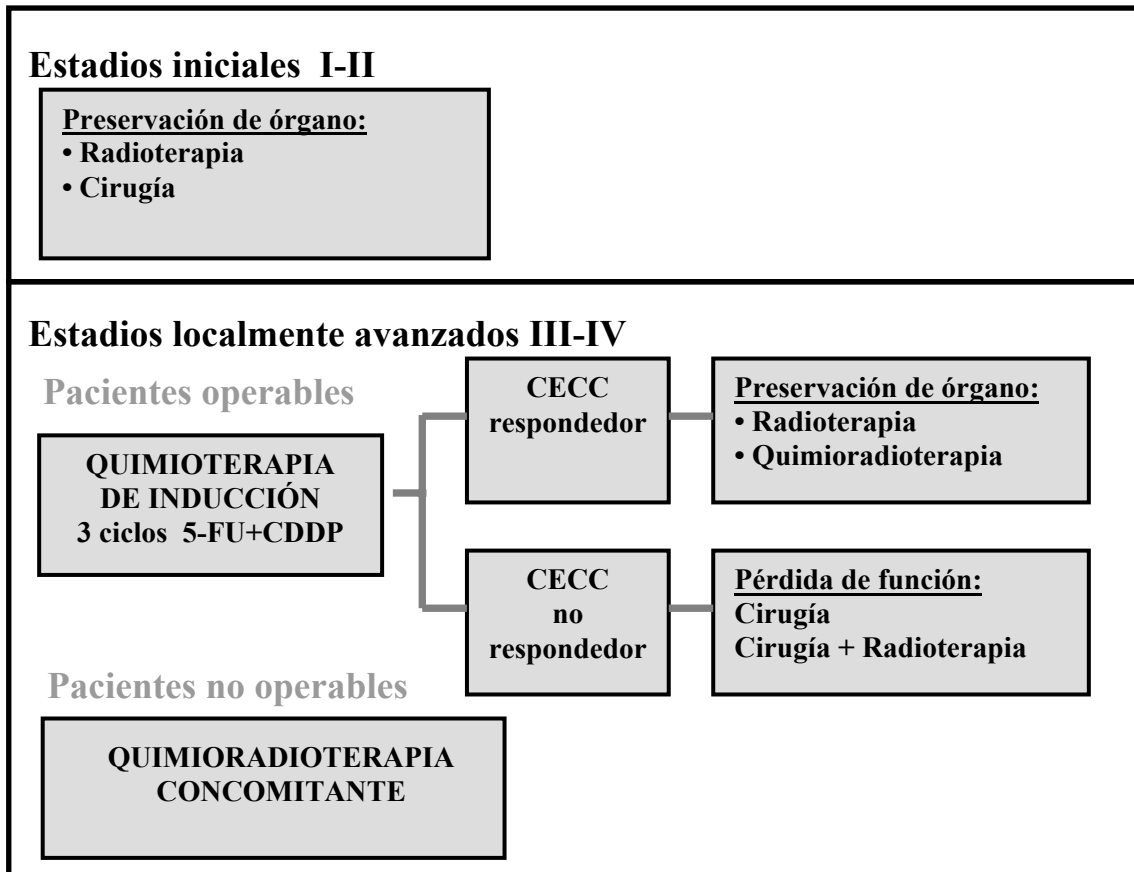 Estadios iniciales I-II
Preservación de órgano:
• Radioterapia
• Cirugía
Estadios localmente avanzados III-IV
Pacientes operables
QUIMIOTERAPIA
DE INDUCCIÓN
3 ciclos 5-FU+CDDP
CECC
respondedor
Preservación de órgano:
• Radioterapia
• Quimioradioterapia
CECC
no
respondedor
Pérdida de función:
Cirugía
Cirugía + Radioterapia
Pacientes no operables
QUIMIORADIOTERAPIA
CONCOMITANTE